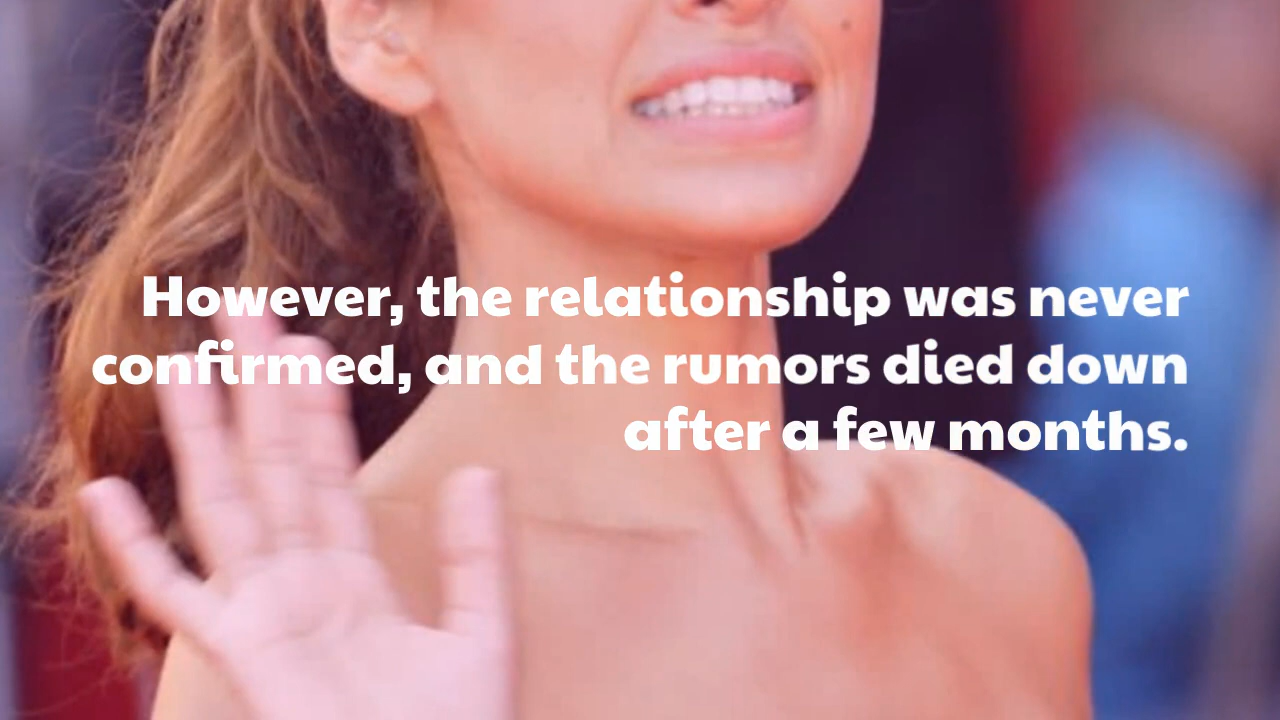 However, the relationship was never
confirmed, and the rumors died down
after a few months.